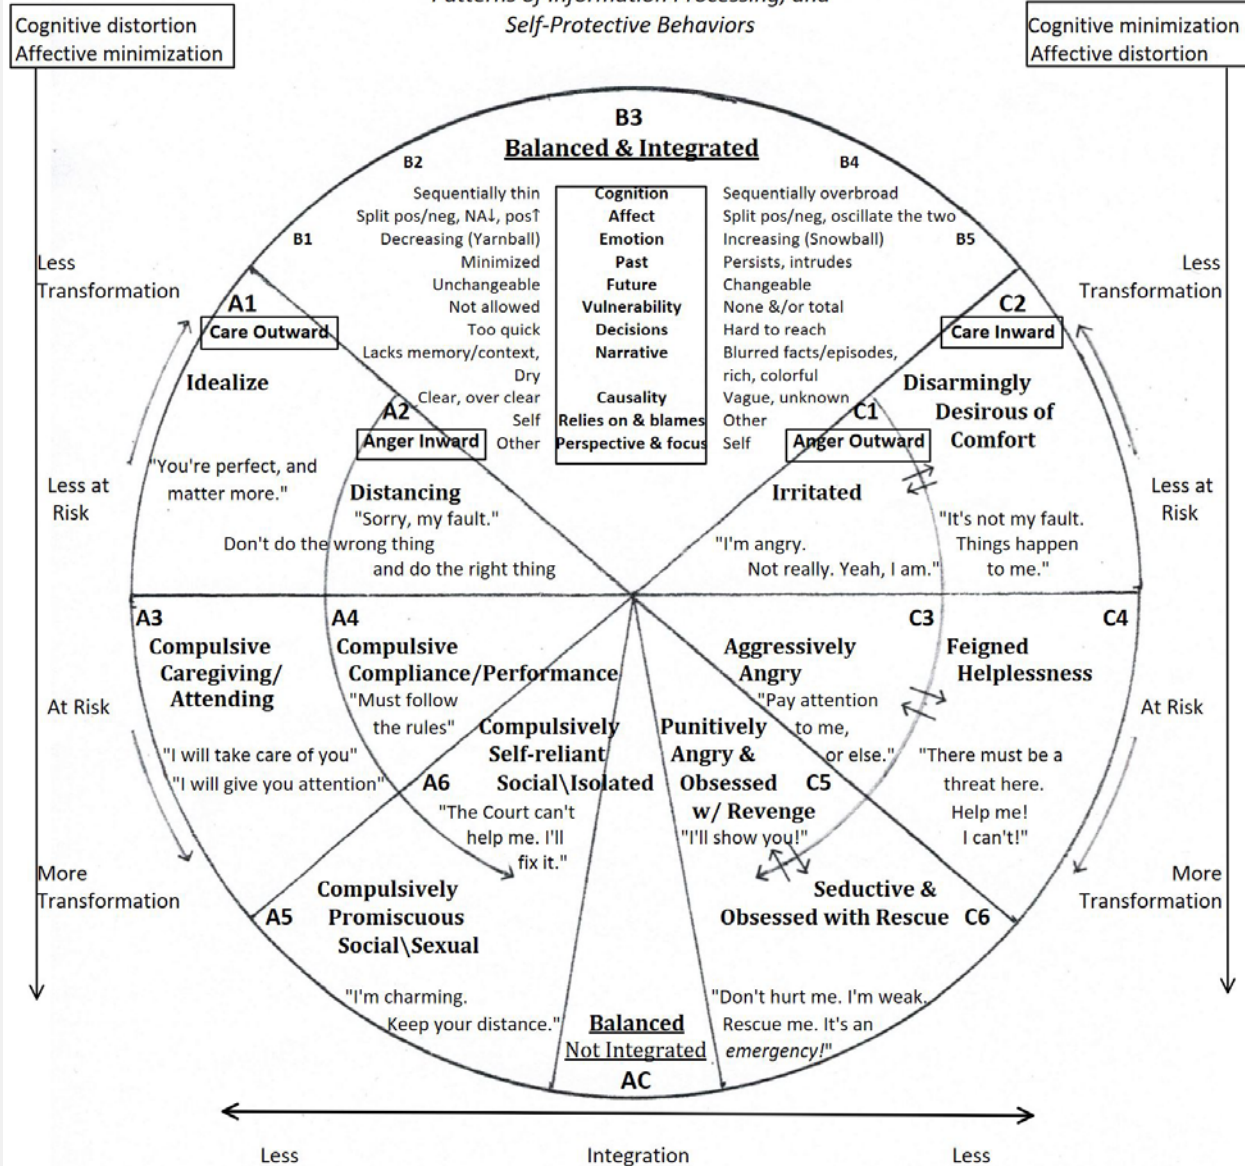 Patterns of Information Processing, and
Self-Protective Behaviors
Cognitive distortion
Affective minimization
Cognitive minimization
Affective distortion
B3
Balanced & Integrated
B2
B4
Sequentially thin Cognition Sequentially overbroad
Split pos/neg, NA↓, pos↑ Affect Split pos/neg, oscillate the two
B1 Decreasing (Yarnball) Emotion Increasing (Snowball) B5
Minimized Past Persists, intrudes
Unchangeable Future Changeable
Not allowed Vulnerability None &/or total
Too quick Decisions Hard to reach
Lacks memory/context, Narrative Blurred facts/episodes,
Dry rich, colorful
Clear, over clear Causality Vague, unknown
Self Relies on & blames Other
Other Perspective & focus Self
Less
Transformation
Less
Transformation
A1
Care Outward
Idealize
"You're perfect, and
matter more."
A2
Anger Inward
Distancing
"Sorry, my fault."
Don't do the wrong thing
and do the right thing
C1
Anger Outward
Irritated
"I'm angry.
Not really. Yeah, I am."
C2
Care Inward
Disarmingly
Desirous of
Comfort
"It's not my fault.
Things happen
to me."
Less at
Risk
Less at
Risk
A3
Compulsive
Caregiving/
Attending
"I will take care of you"
"I will give you attention"
A4
Compulsive
Compliance/Performance
"Must follow
the rules"
C3
Aggressively
Angry
"Pay attention
to me,
or else."
C4
Feigned
Helplessness
"There must be a
threat here.
Help me!
I can't!"
At Risk
At Risk
Compulsively
Self-reliant
Social\Isolated
A6
"The Court can't
help me. I'll
fix it."
Punitively
Angry &
Obsessed
w/ Revenge
C5
"I'll show you!"
More
Transformation
More
Transformation
A5
Compulsively
Promiscuous
Social\Sexual
"I'm charming.
Keep your distance."
Seductive &
Obsessed with Rescue C6
"Don't hurt me. I'm weak.
Rescue me. It's an
emergency!"
Balanced
Not Integrated
AC
Less Integration Less